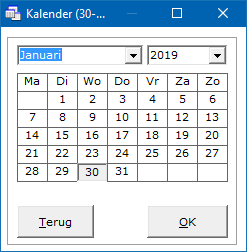 Kalender (30-...
Januari 2019
Ma Di Wo Do Vr Za Zo
1 2 3 4 5 6
7 8 9 10 11 12 13
14 15 16 17 18 19 20
21 22 23 24 25 26 27
28 29 30 31
Terug OK